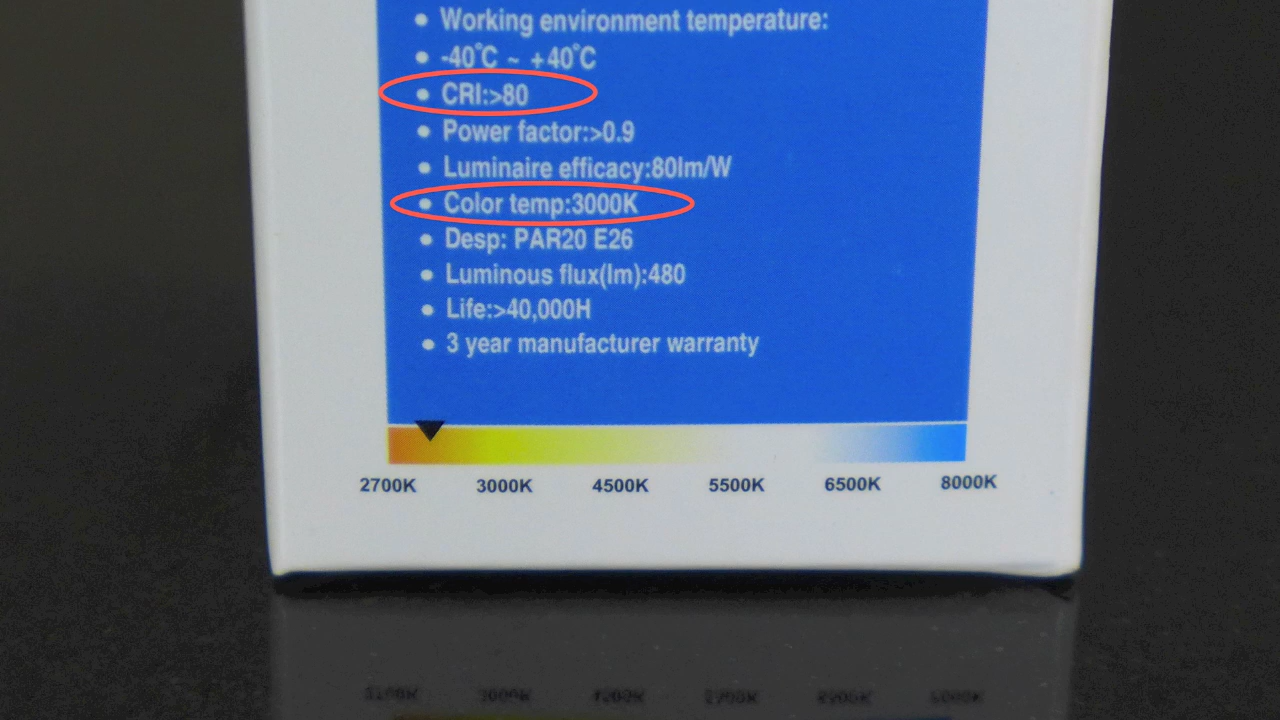 • Working environment temperature:
• -40°C ~ +40°C
• CRI:>80
• Power factor:>0.9
• Luminaire efficacy:80lm/W
• Color temp:3000K
• Desp: PAR20 E26
• Luminous flux(lm):480
• Life:>40,000H
• 3 year manufacturer warranty
2700K 3000K 4500K 5500K 6500K 8000K